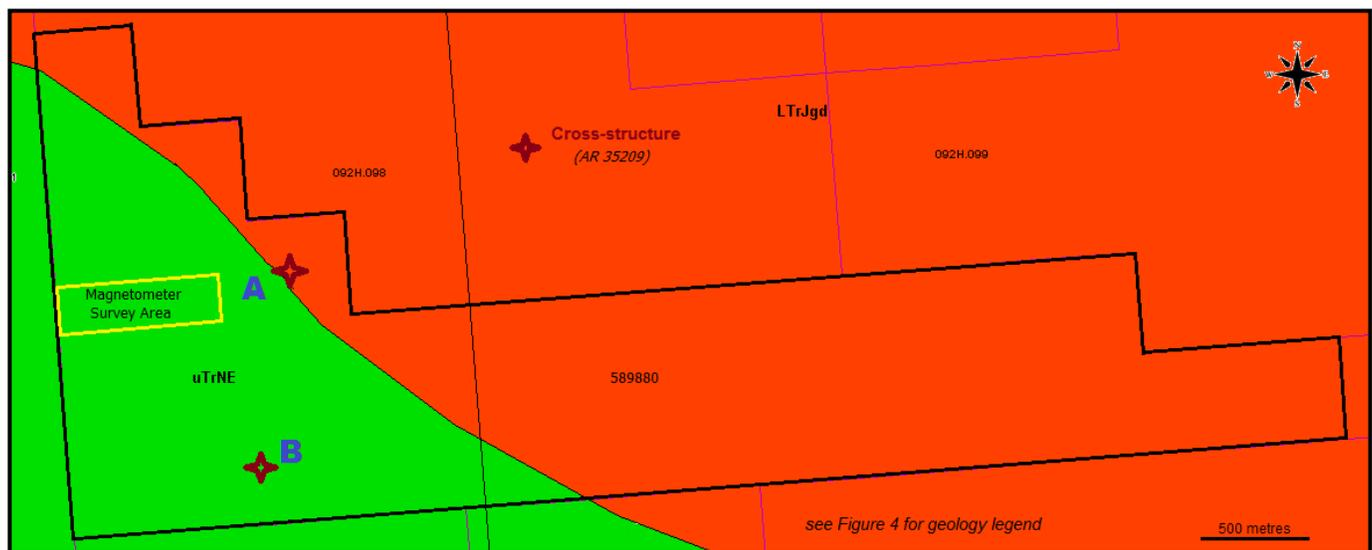 N
W E
S
LTrJgd
Cross-structure
(AR 35209)
092H.098
092H.099
1
A
Magnetometer
Survey Area
uTrNE
589880
B
see Figure 4 for geology legend
500 metres